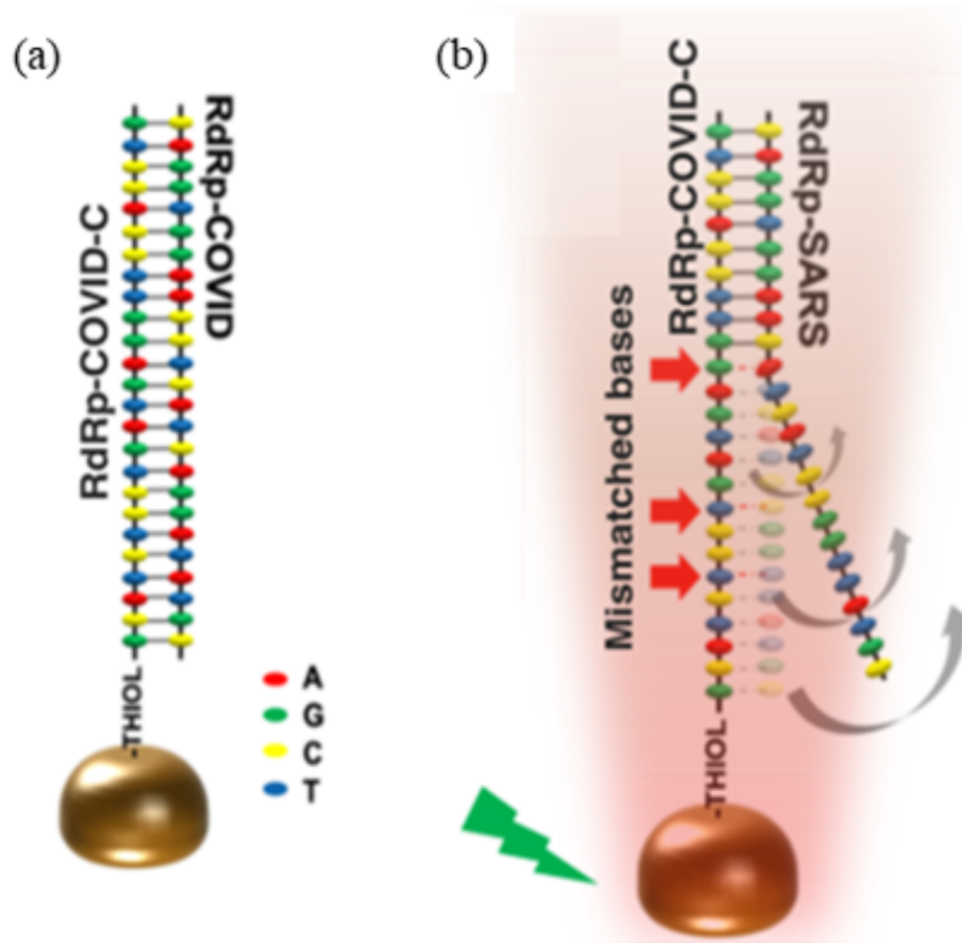 (a)
RdRp-COVID-C
RdRp-COVID
-THIOL
A
G
C
T
(b)
RdRp-COVID-C
RdRp-SARS
Mismatched bases
-THIOL